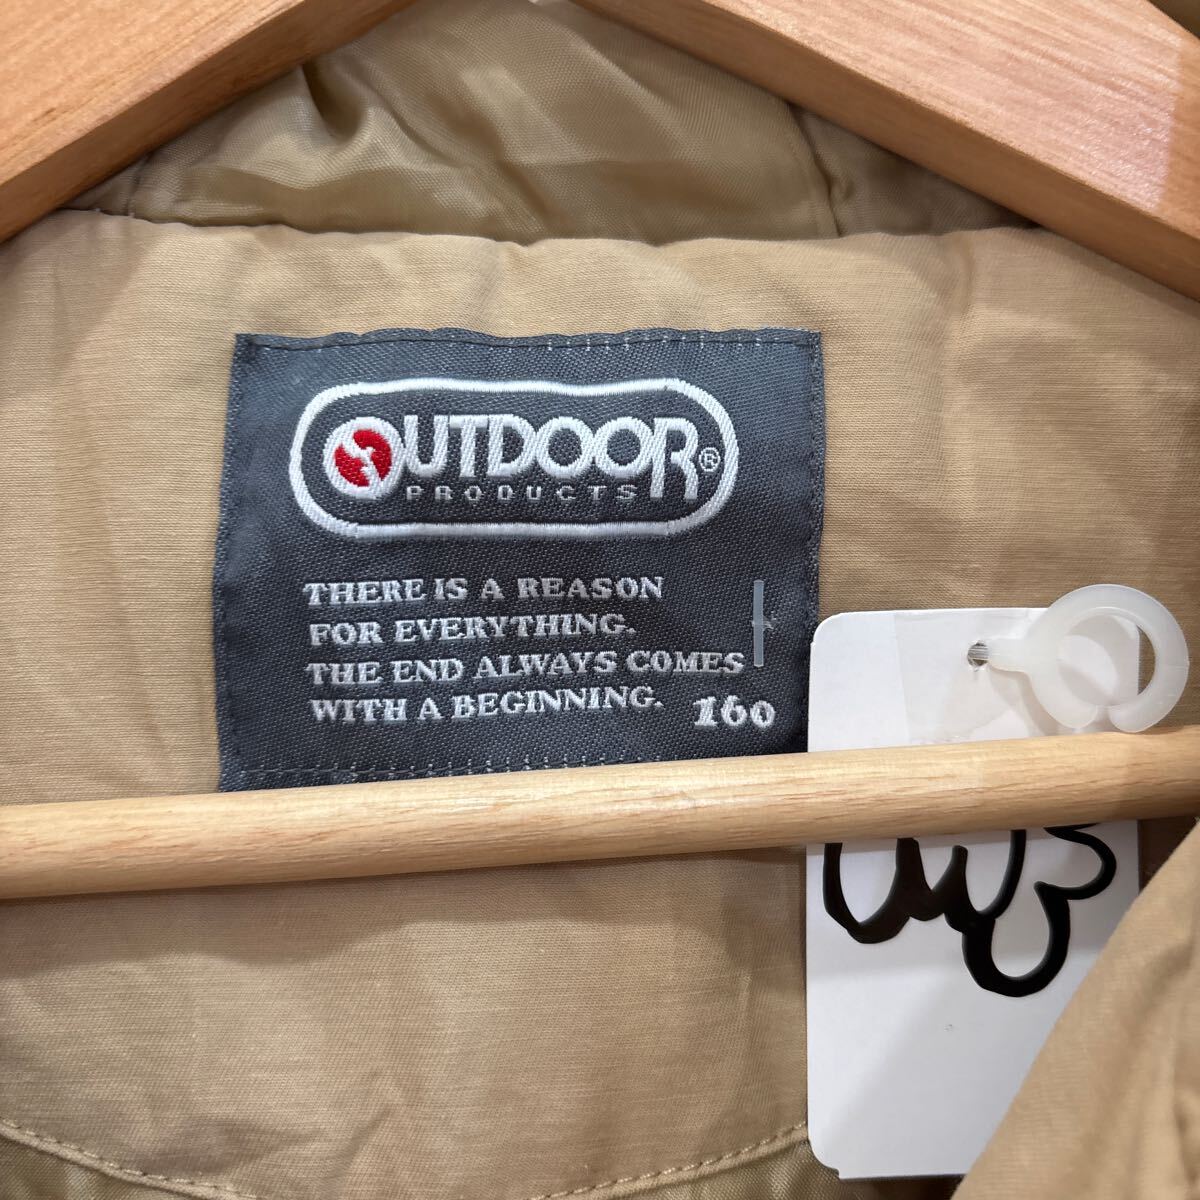 OUTDOOR®
PRODUCTS
THERE IS A REASON
FOR EVERYTHING.
THE END ALWAYS COMES
WITH A BEGINNING. 160